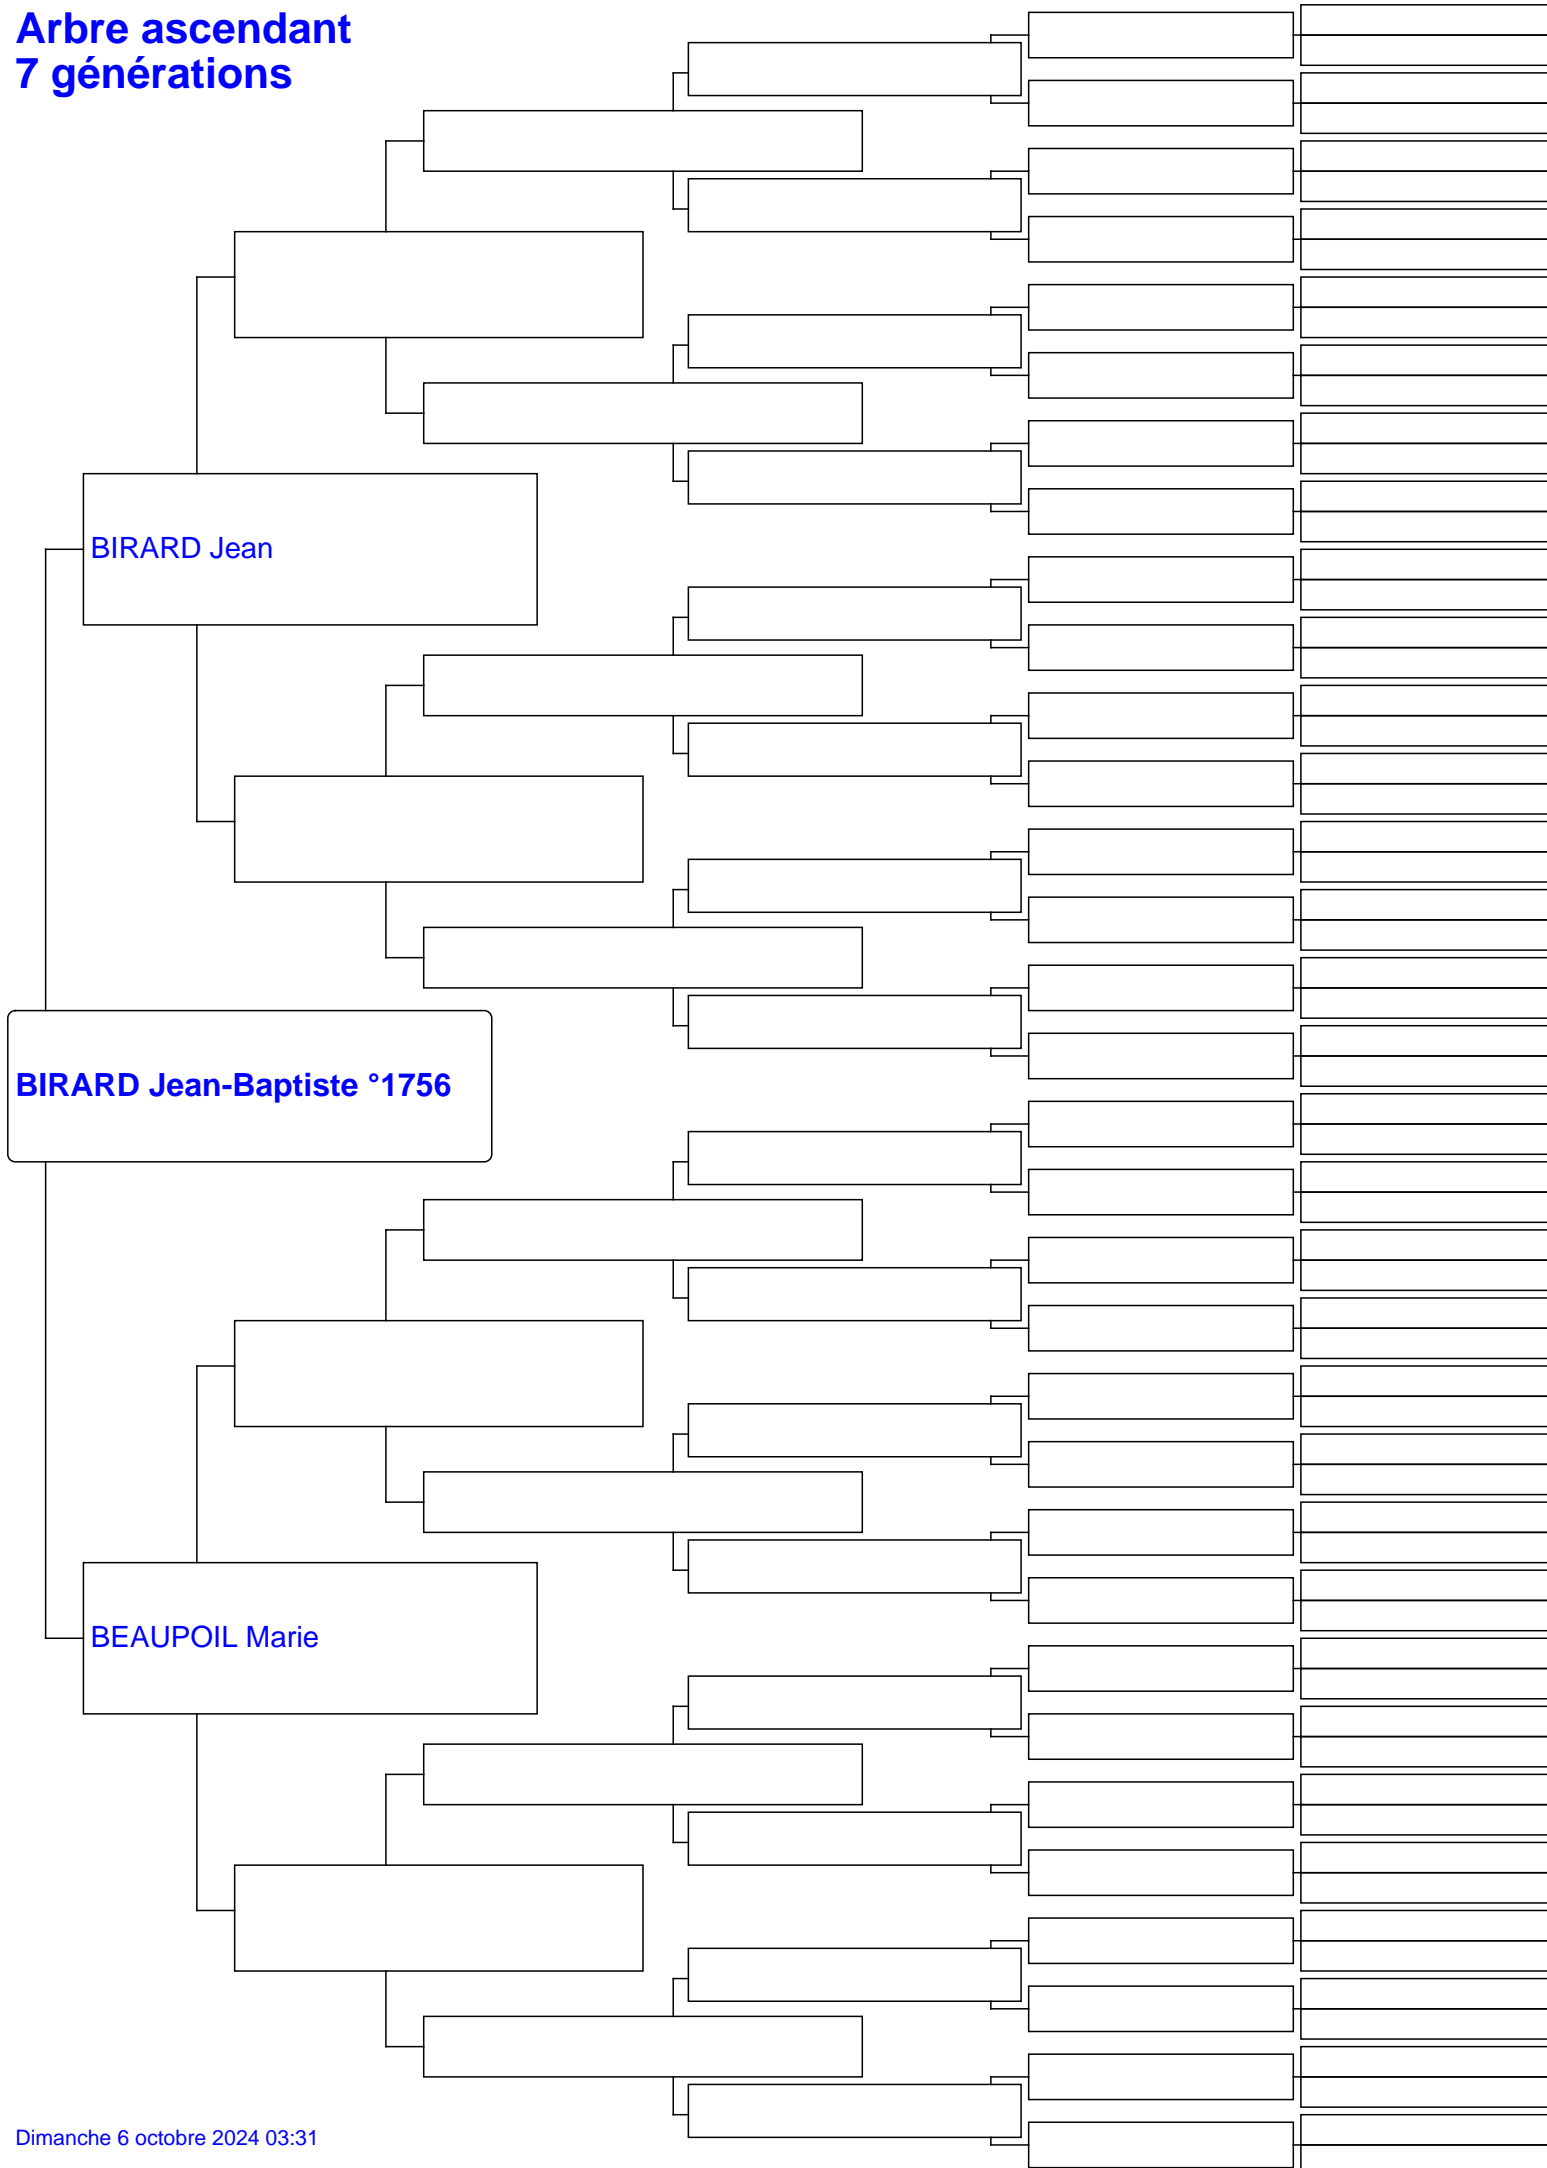 Arbre ascendant
7 générations
BIRARD Jean
BIRARD Jean-Baptiste °1756
BEAUPOIL Marie
Dimanche 6 octobre 2024 03:31